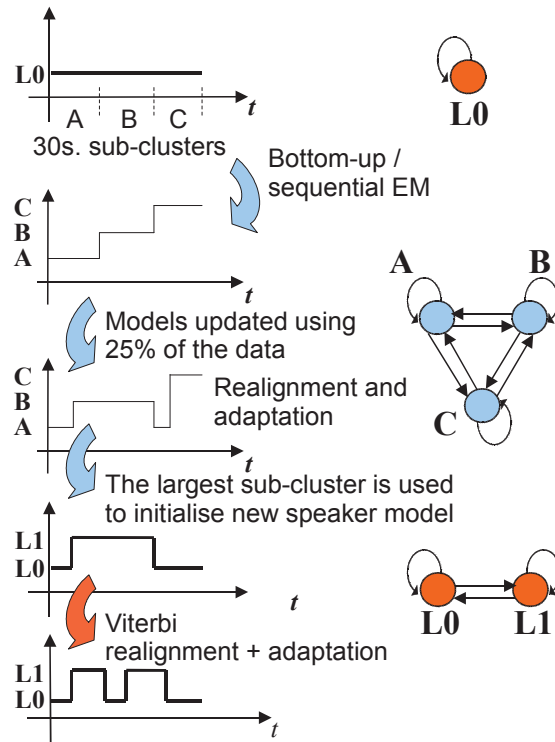 L0
t
A B C
30s. sub-clusters
L0
Bottom-up /
sequential EM
C
B
A
t
A B
C
Models updated using
25% of the data
C
B
A
Realignment and
adaptation
t
The largest sub-cluster is used
to initialise new speaker model
L1
L0
t
L0 L1
Viterbi
realignment + adaptation
L1
L0
t